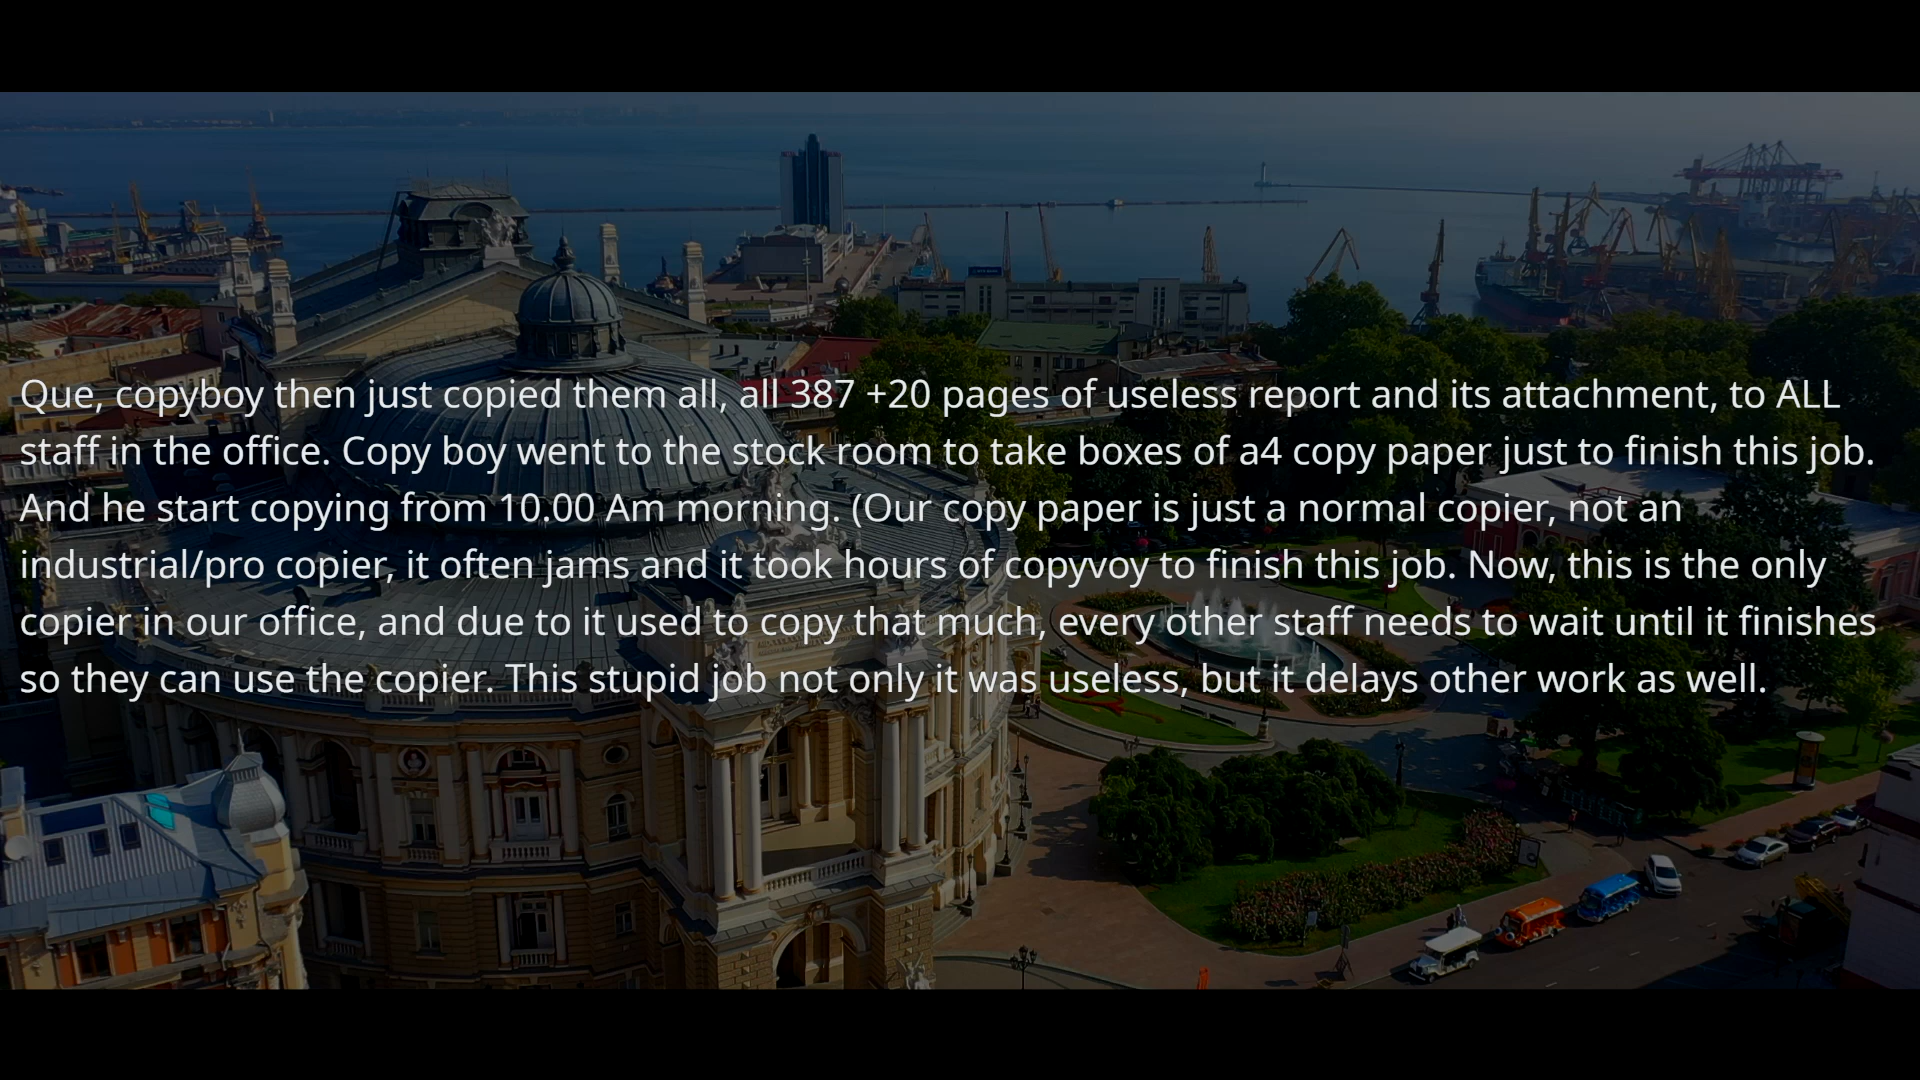 Que, copyboy then just copied them all, all 387 +20 pages of useless report and its attachment, to ALL
staff in the office. Copy boy went to the stock room to take boxes of a4 copy paper just to finish this job.
And he start copying from 10.00 Am morning. (Our copy paper is just a normal copier, not an
industrial/pro copier, it often jams and it took hours of copyvoy to finish this job. Now, this is the only
copier in our office, and due to it used to copy that much, every other staff needs to wait until it finishes
so they can use the copier. This stupid job not only it was useless, but it delays other work as well.